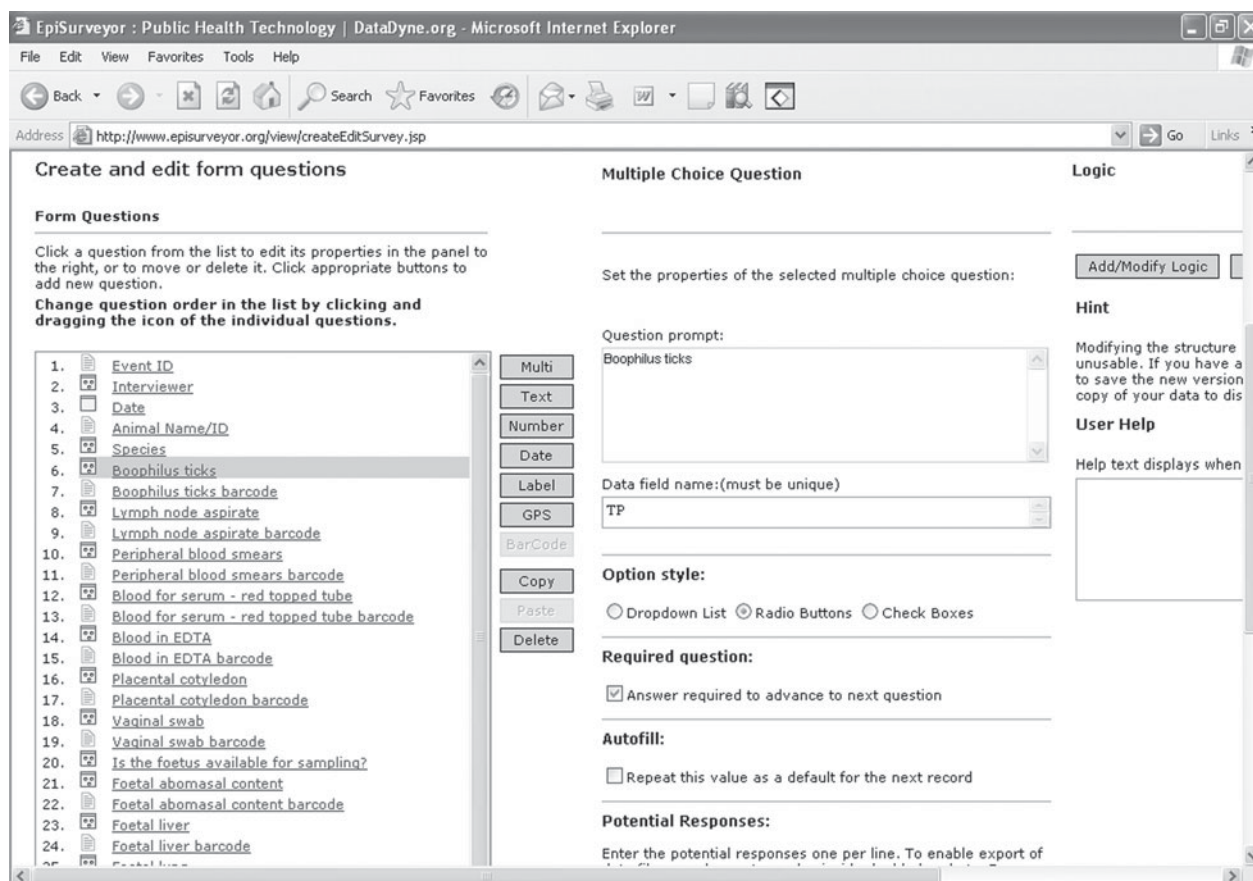 EpiSurveyor : Public Health Technology | DataDyne.org - Microsoft Internet Explorer
File Edit View Favorites Tools Help
Back Search Favorites
Address http://www.episurveyor.org/view/createEditSurvey.jsp Go Links
Create and edit form questions
Form Questions
Click a question from the list to edit its properties in the panel to
the right, or to move or delete it. Click appropriate buttons to
add new question.
Change question order in the list by clicking and
dragging the icon of the individual questions.
1. Event ID
2. Interviewer
3. Date
4. Animal Name/ID
5. Species
6. Boophilus ticks
7. Boophilus ticks barcode
8. Lymph node aspirate
9. Lymph node aspirate barcode
10. Peripheral blood smears
11. Peripheral blood smears barcode
12. Blood for serum - red topped tube
13. Blood for serum - red topped tube barcode
14. Blood in EDTA
15. Blood in EDTA barcode
16. Placental cotyledon
17. Placental cotyledon barcode
18. Vaginal swab
19. Vaginal swab barcode
20. Is the foetus available for sampling?
21. Foetal abomasal content
22. Foetal abomasal content barcode
23. Foetal liver
24. Foetal liver barcode
Multi
Text
Number
Date
Label
GPS
BarCode
Copy
Paste
Delete
Multiple Choice Question
Set the properties of the selected multiple choice question:
Question prompt:
Boophilus ticks
Data field name:(must be unique)
TP
Option style:
Dropdown List Radio Buttons Check Boxes
Required question:
Answer required to advance to next question
Autofill:
Repeat this value as a default for the next record
Potential Responses:
Enter the potential responses one per line. To enable export of
Logic
Add/Modify Logic
Hint
Modifying the structure
unusable. If you have a
to save the new version
copy of your data to dis
User Help
Help text displays when